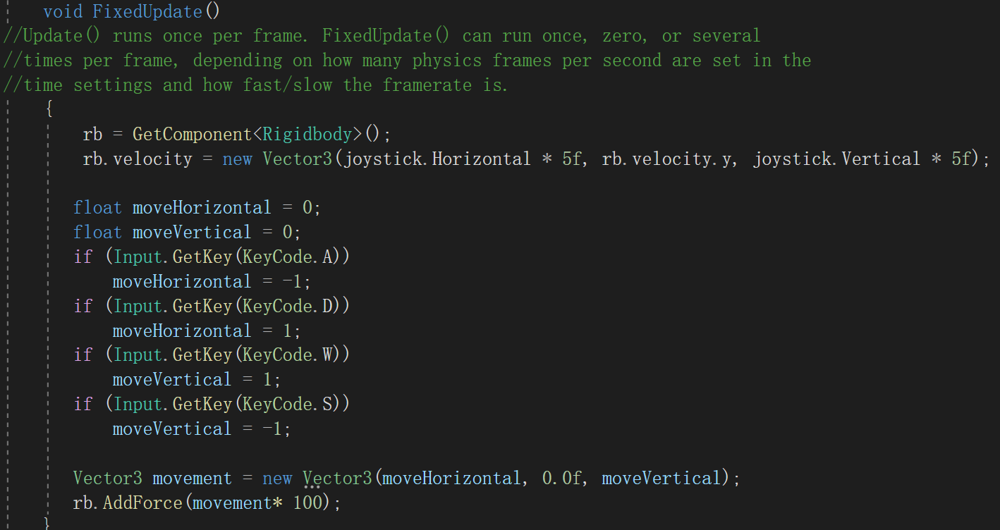 void FixedUpdate()
//Update() runs once per frame. FixedUpdate() can run once, zero, or several
//times per frame, depending on how many physics frames per second are set in the
//time settings and how fast/slow the framerate is.
{
rb = GetComponent<Rigidbody>();
rb.velocity = new Vector3(joystick.Horizontal * 5f, rb.velocity.y, joystick.Vertical * 5f);
float moveHorizontal = 0;
float moveVertical = 0;
if (Input.GetKey(KeyCode.A))
moveHorizontal = -1;
if (Input.GetKey(KeyCode.D))
moveHorizontal = 1;
if (Input.GetKey(KeyCode.W))
moveVertical = 1;
if (Input.GetKey(KeyCode.S))
moveVertical = -1;
Vector3 movement = new Vector3(moveHorizontal, 0.0f, moveVertical);
rb.AddForce(movement* 100);
}